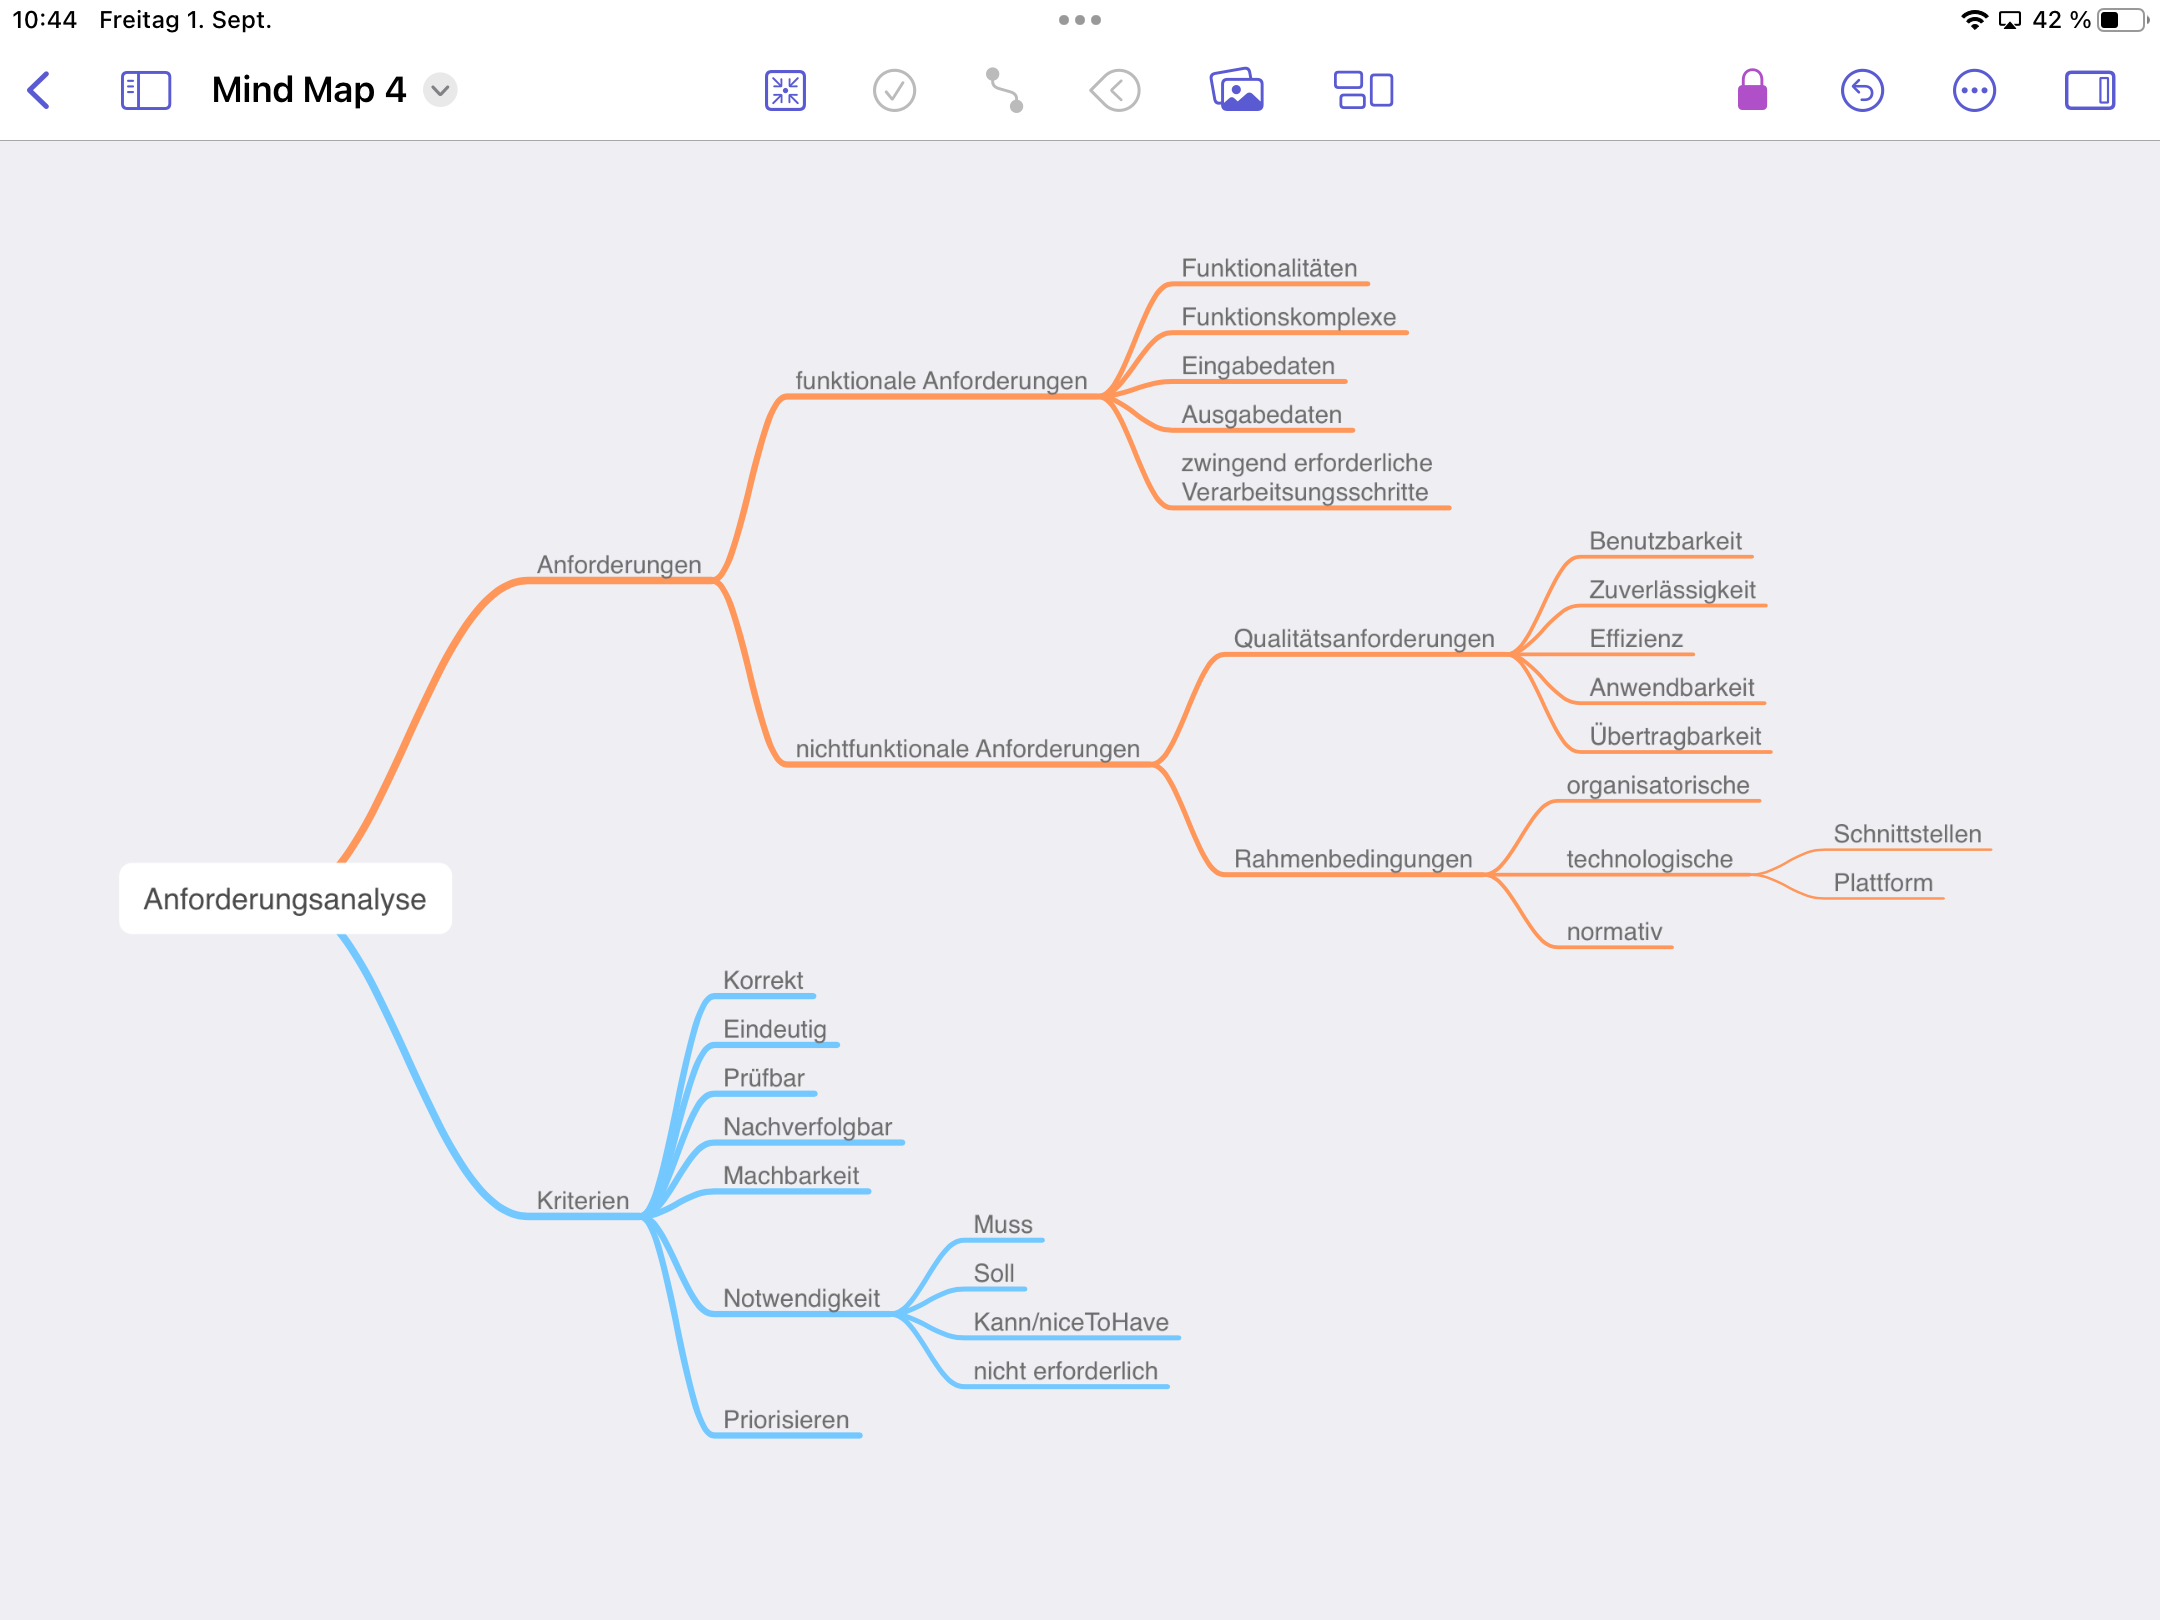 10:44 Freitag 1. Sept.
42 %
Mind Map 4
Funktionalitäten
Funktionskomplexe
Eingabedaten
funktionale Anforderungen
Ausgabedaten
zwingend erforderliche
Verarbeitsungsschritte
Anforderungen
Benutzbarkeit
Zuverlässigkeit
Qualitätsanforderungen
Effizienz
Anwendbarkeit
Übertragbarkeit
nichtfunktionale Anforderungen
organisatorische
Rahmenbedingungen
technologische
Schnittstellen
Plattform
normativ
Anforderungsanalyse
Korrekt
Eindeutig
Prüfbar
Nachverfolgbar
Machbarkeit
Kriterien
Muss
Soll
Notwendigkeit
Kann/niceToHave
nicht erforderlich
Priorisieren